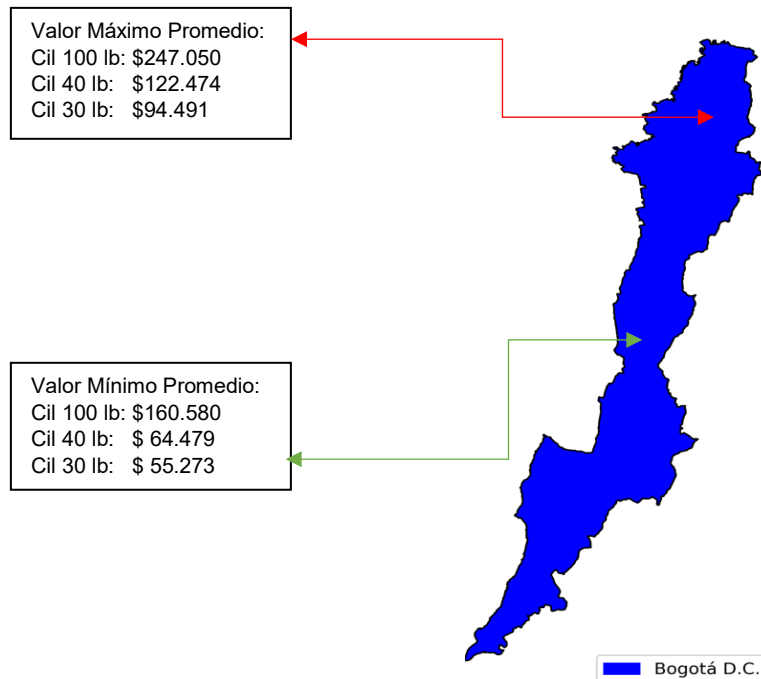 Valor Máximo Promedio:
Cil 100 lb: $247.050
Cil 40 lb: $122.474
Cil 30 lb: $94.491
Valor Mínimo Promedio:
Cil 100 lb: $160.580
Cil 40 lb: $ 64.479
Cil 30 lb: $ 55.273
Bogotá D.C.